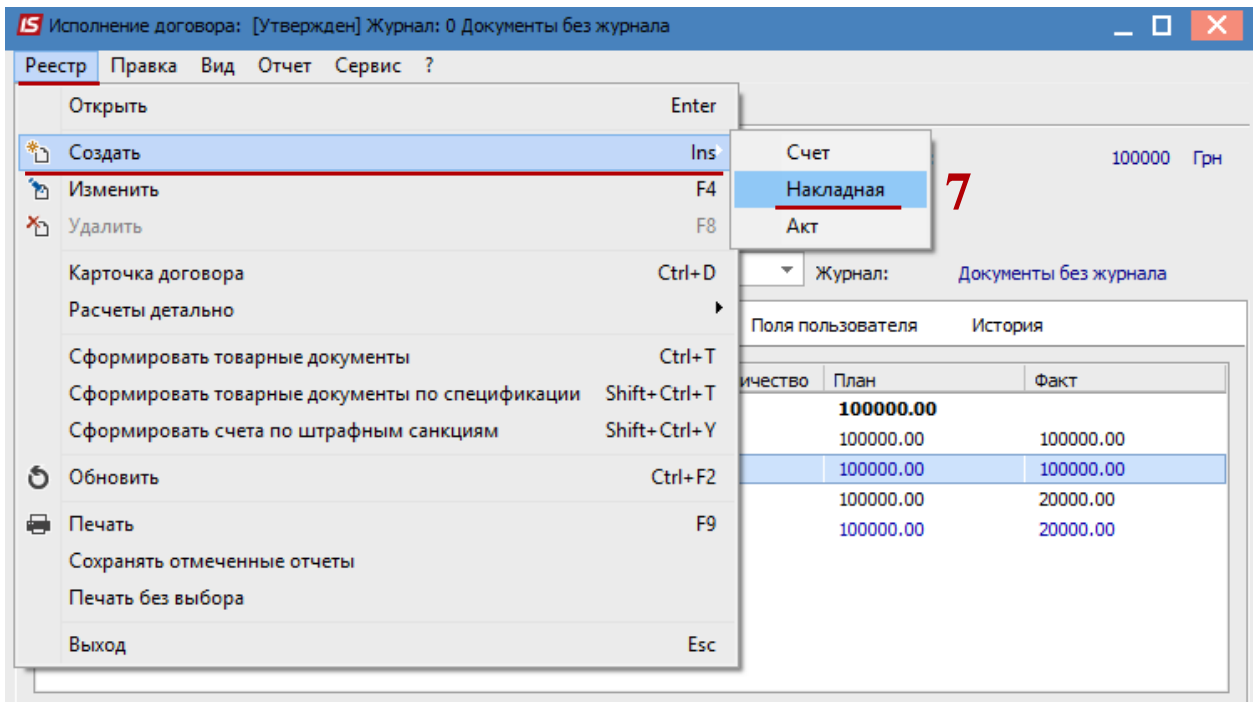 IS Исполнение договора: [Утвержден] Журнал: 0 Документы без журнала
Реестр Правка Вид Отчет Сервис ?
Открыть Enter
Создать Ins
Счет
100000 Грн
Изменить F4
Накладная
7
Удалить F8
Акт
Карточка договора Ctrl+D
Журнал: Документы без журнала
Расчеты детально
Поля пользователя История
Сформировать товарные документы Ctrl+T
План Факт
Сформировать товарные документы по спецификации Shift+Ctrl+T
100000.00
Сформировать счета по штрафным санкциям Shift+Ctrl+Y
100000.00 100000.00
Обновить Ctrl+F2
100000.00 100000.00
100000.00 20000.00
Печать F9
100000.00 20000.00
Сохранять отмеченные отчеты
Печать без выбора
Выход Esc